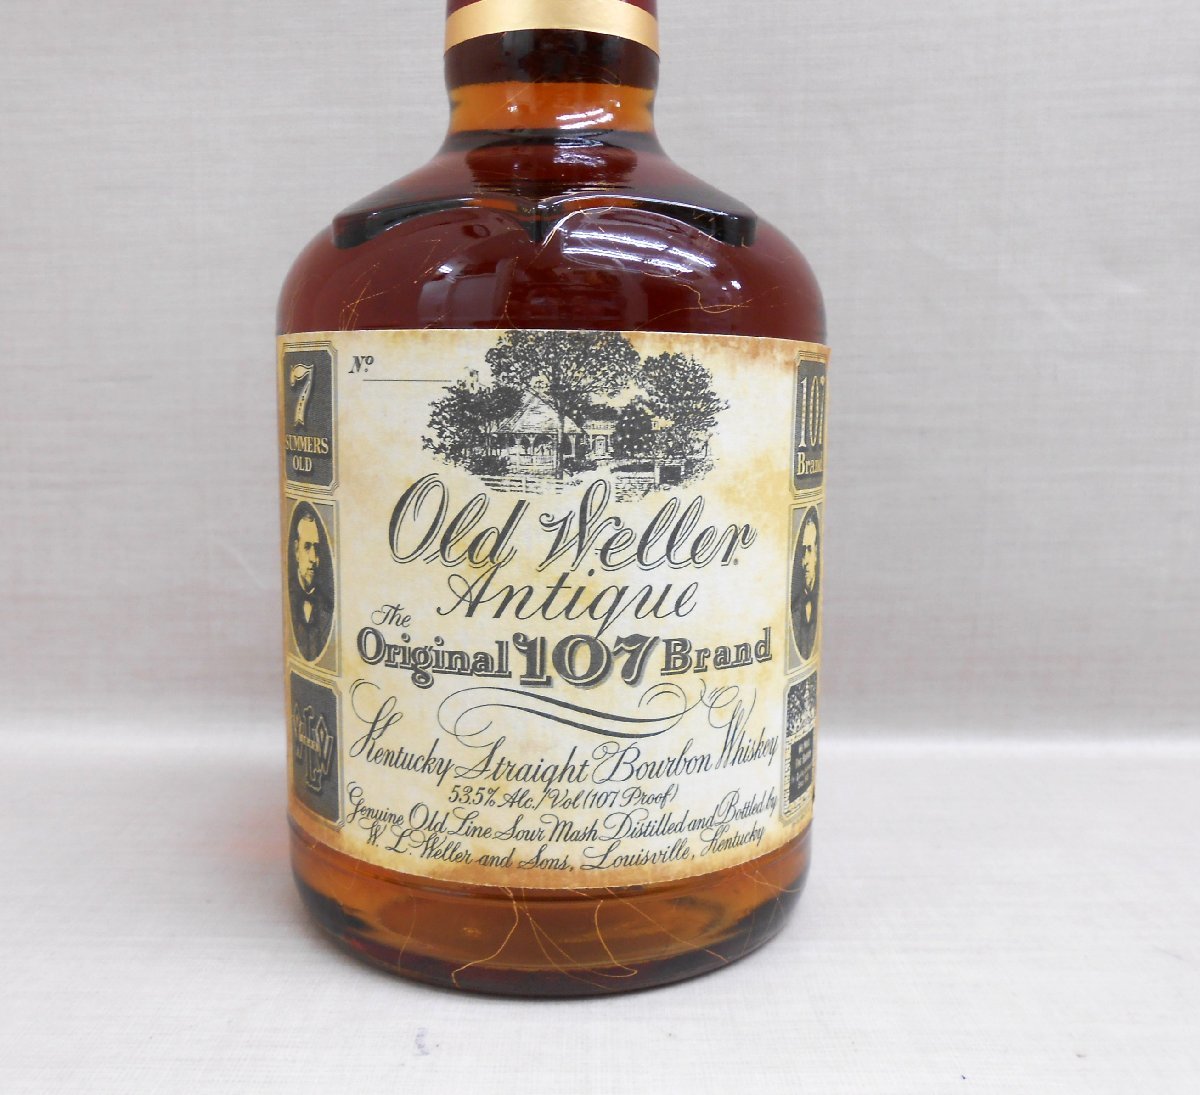 7
SUMMERS
OLD
Nº
107
Brand
Old Weller
Antique
The
Original 107 Brand
Kentucky Straight Bourbon Whiskey
53.5% Alc./Vol (107 Proof)
Genuine Old Line Sour Mash Distilled and Bottled by
W. L. Weller and Sons, Louisville, Kentucky